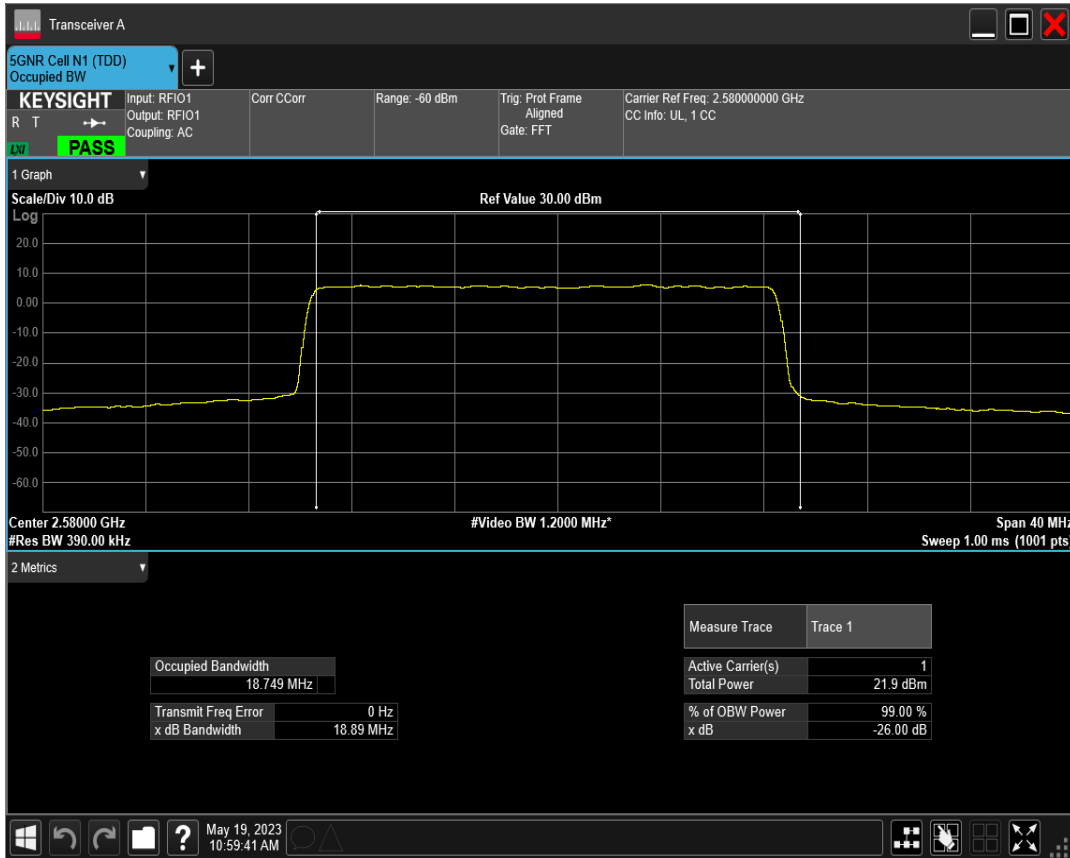 Transceiver A
5GNR Cell N1 (TDD)
Occupied BW
+
KEYSIGHT
R T
LXI
PASS
Input: RFIO1
Output: RFIO1
Coupling: AC
Corr CCorr
Range: -60 dBm
Trig: Prot Frame
Aligned
Gate: FFT
Carrier Ref Freq: 2.580000000 GHz
CC Info: UL, 1 CC
1 Graph
Scale/Div 10.0 dB
Ref Value 30.00 dBm
Log
20.0
10.0
0.00
-10.0
-20.0
-30.0
-40.0
-50.0
-60.0
Center 2.58000 GHz
#Video BW 1.2000 MHz*
Span 40 MHz
#Res BW 390.00 kHz
Sweep 1.00 ms (1001 pts)
2 Metrics
Measure Trace Trace 1
Occupied Bandwidth
18.749 MHz
Active Carrier(s) 1
Total Power 21.9 dBm
Transmit Freq Error 0 Hz
x dB Bandwidth 18.89 MHz
% of OBW Power 99.00 %
x dB -26.00 dB
?
May 19, 2023
10:59:41 AM